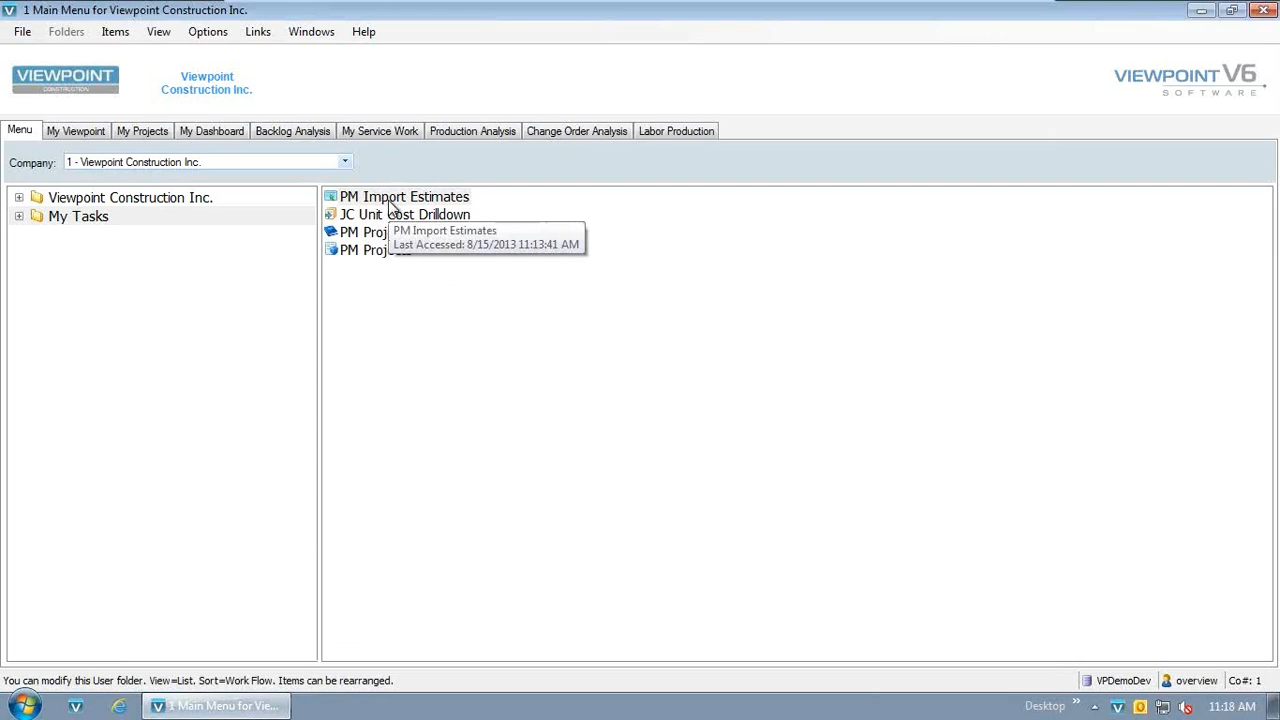 1 Main Menu for Viewpoint Construction Inc.
File Folders Items View Options Links Windows Help
VIEWPOINT
CONSTRUCTION
Viewpoint
Construction Inc.
VIEWPOINT V6
SOFTWARE
Menu My Viewpoint My Projects My Dashboard Backlog Analysis My Service Work Production Analysis Change Order Analysis Labor Production
Company: 1 - Viewpoint Construction Inc.
Viewpoint Construction Inc.
My Tasks
PM Import Estimates
JC Unit Cost Drilldown
PM Proj
PM Proj
PM Import Estimates
Last Accessed: 8/15/2013 11:13:41 AM
You can modify this User folder. View=List. Sort=Work Flow. Items can be rearranged.
VPDemoDev overview Co#: 1
1 Main Menu for Vie...
Desktop
11:18 AM